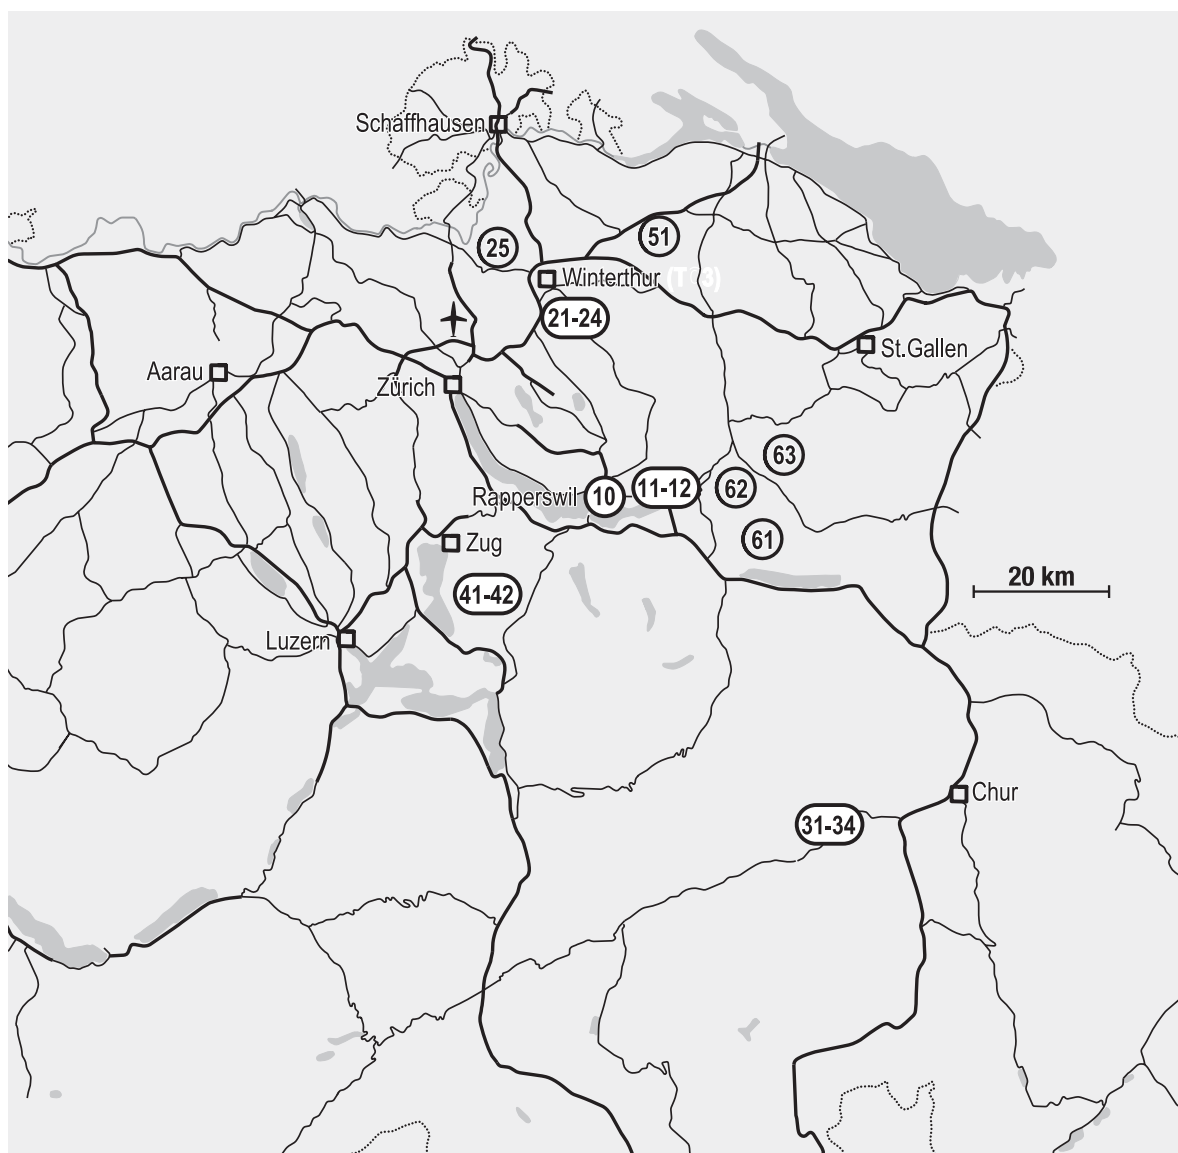 Schaffhausen
51
25
Winterthur
21-24
St.Gallen
Aarau
Zürich
63
11-12
62
Rapperswil
10
61
Zug
20 km
41-42
Luzern
Chur
31-34